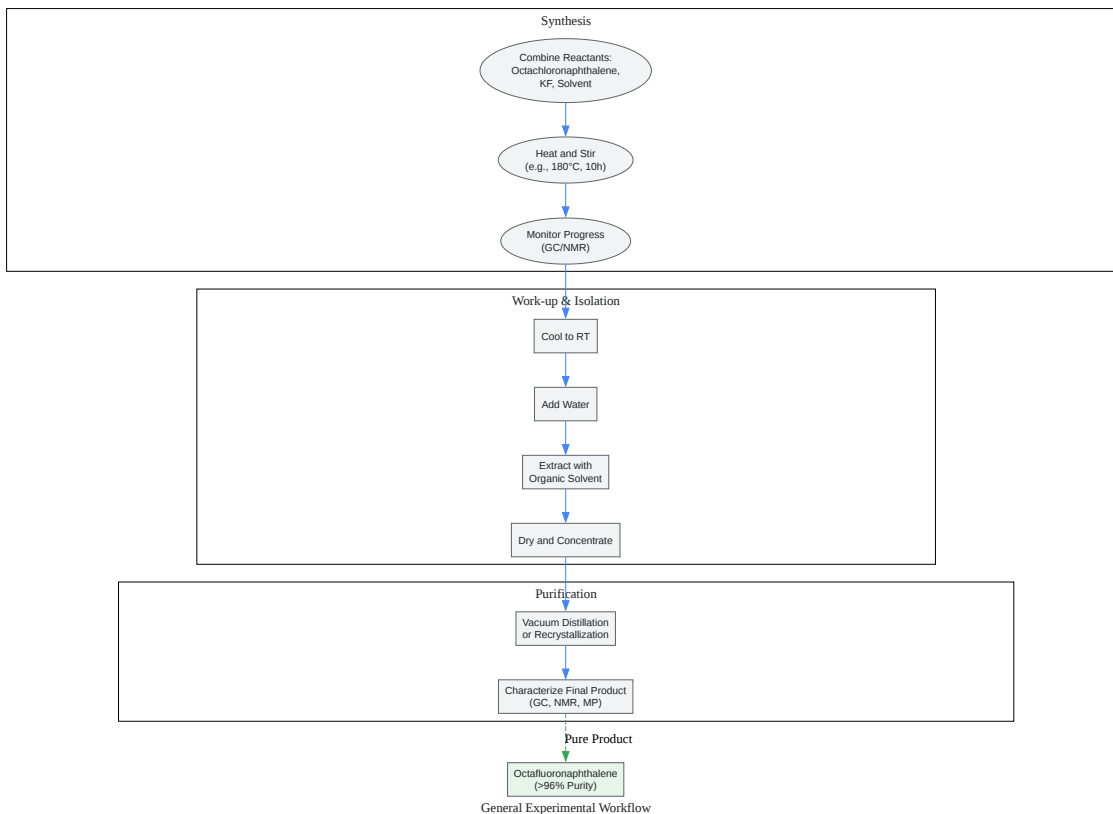 Synthesis
Combine Reactants:
Octachloronaphthalene,
KF, Solvent
Heat and Stir
(e.g., 180°C, 10h)
Monitor Progress
(GC/NMR)
Work-up & Isolation
Cool to RT
Add Water
Extract with
Organic Solvent
Dry and Concentrate
Purification
Vacuum Distillation
or Recrystallization
Characterize Final Product
(GC, NMR, MP)
Pure Product
Octafluoronaphthalene
(>96% Purity)
General Experimental Workflow